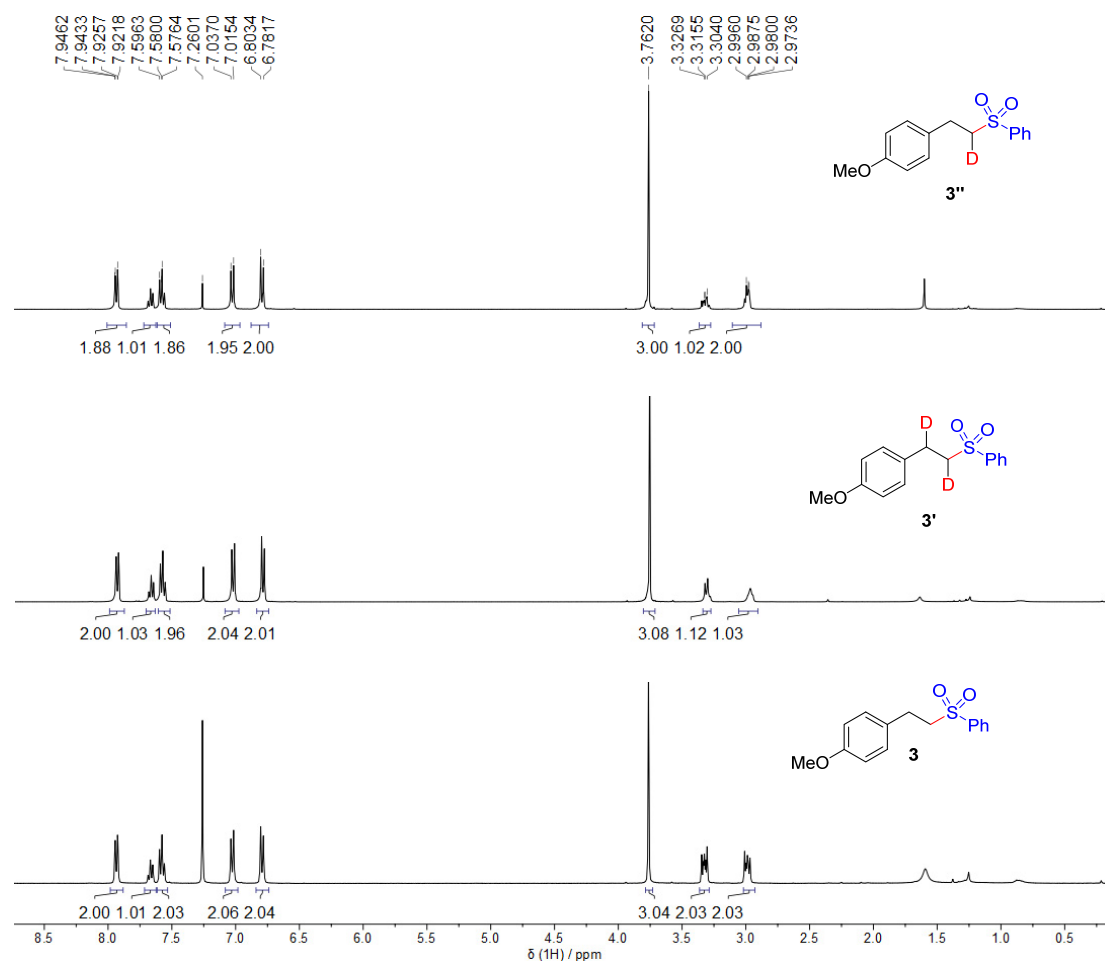 7.9462
7.9433
7.9257
7.9218
7.5963
7.5800
7.5764
7.2601
7.0370
7.0154
6.8034
6.7817
3.7620
3.3269
3.3155
3.3040
2.9960
2.9875
2.9800
2.9736
O
O
S
Ph
D
MeO
3"
1.88 1.01 1.86 1.95 2.00 3.00 1.02 2.00
D
O
O
S
Ph
D
MeO
3'
2.00 1.03 1.96 2.04 2.01 3.08 1.12 1.03
O
O
S
Ph
MeO
3
2.00 1.01 2.03 2.06 2.04 3.04 2.03 2.03
8.5 8.0 7.5 7.0 6.5 6.0 5.5 5.0 4.5 4.0 3.5 3.0 2.5 2.0 1.5 1.0 0.5
δ (1H) / ppm